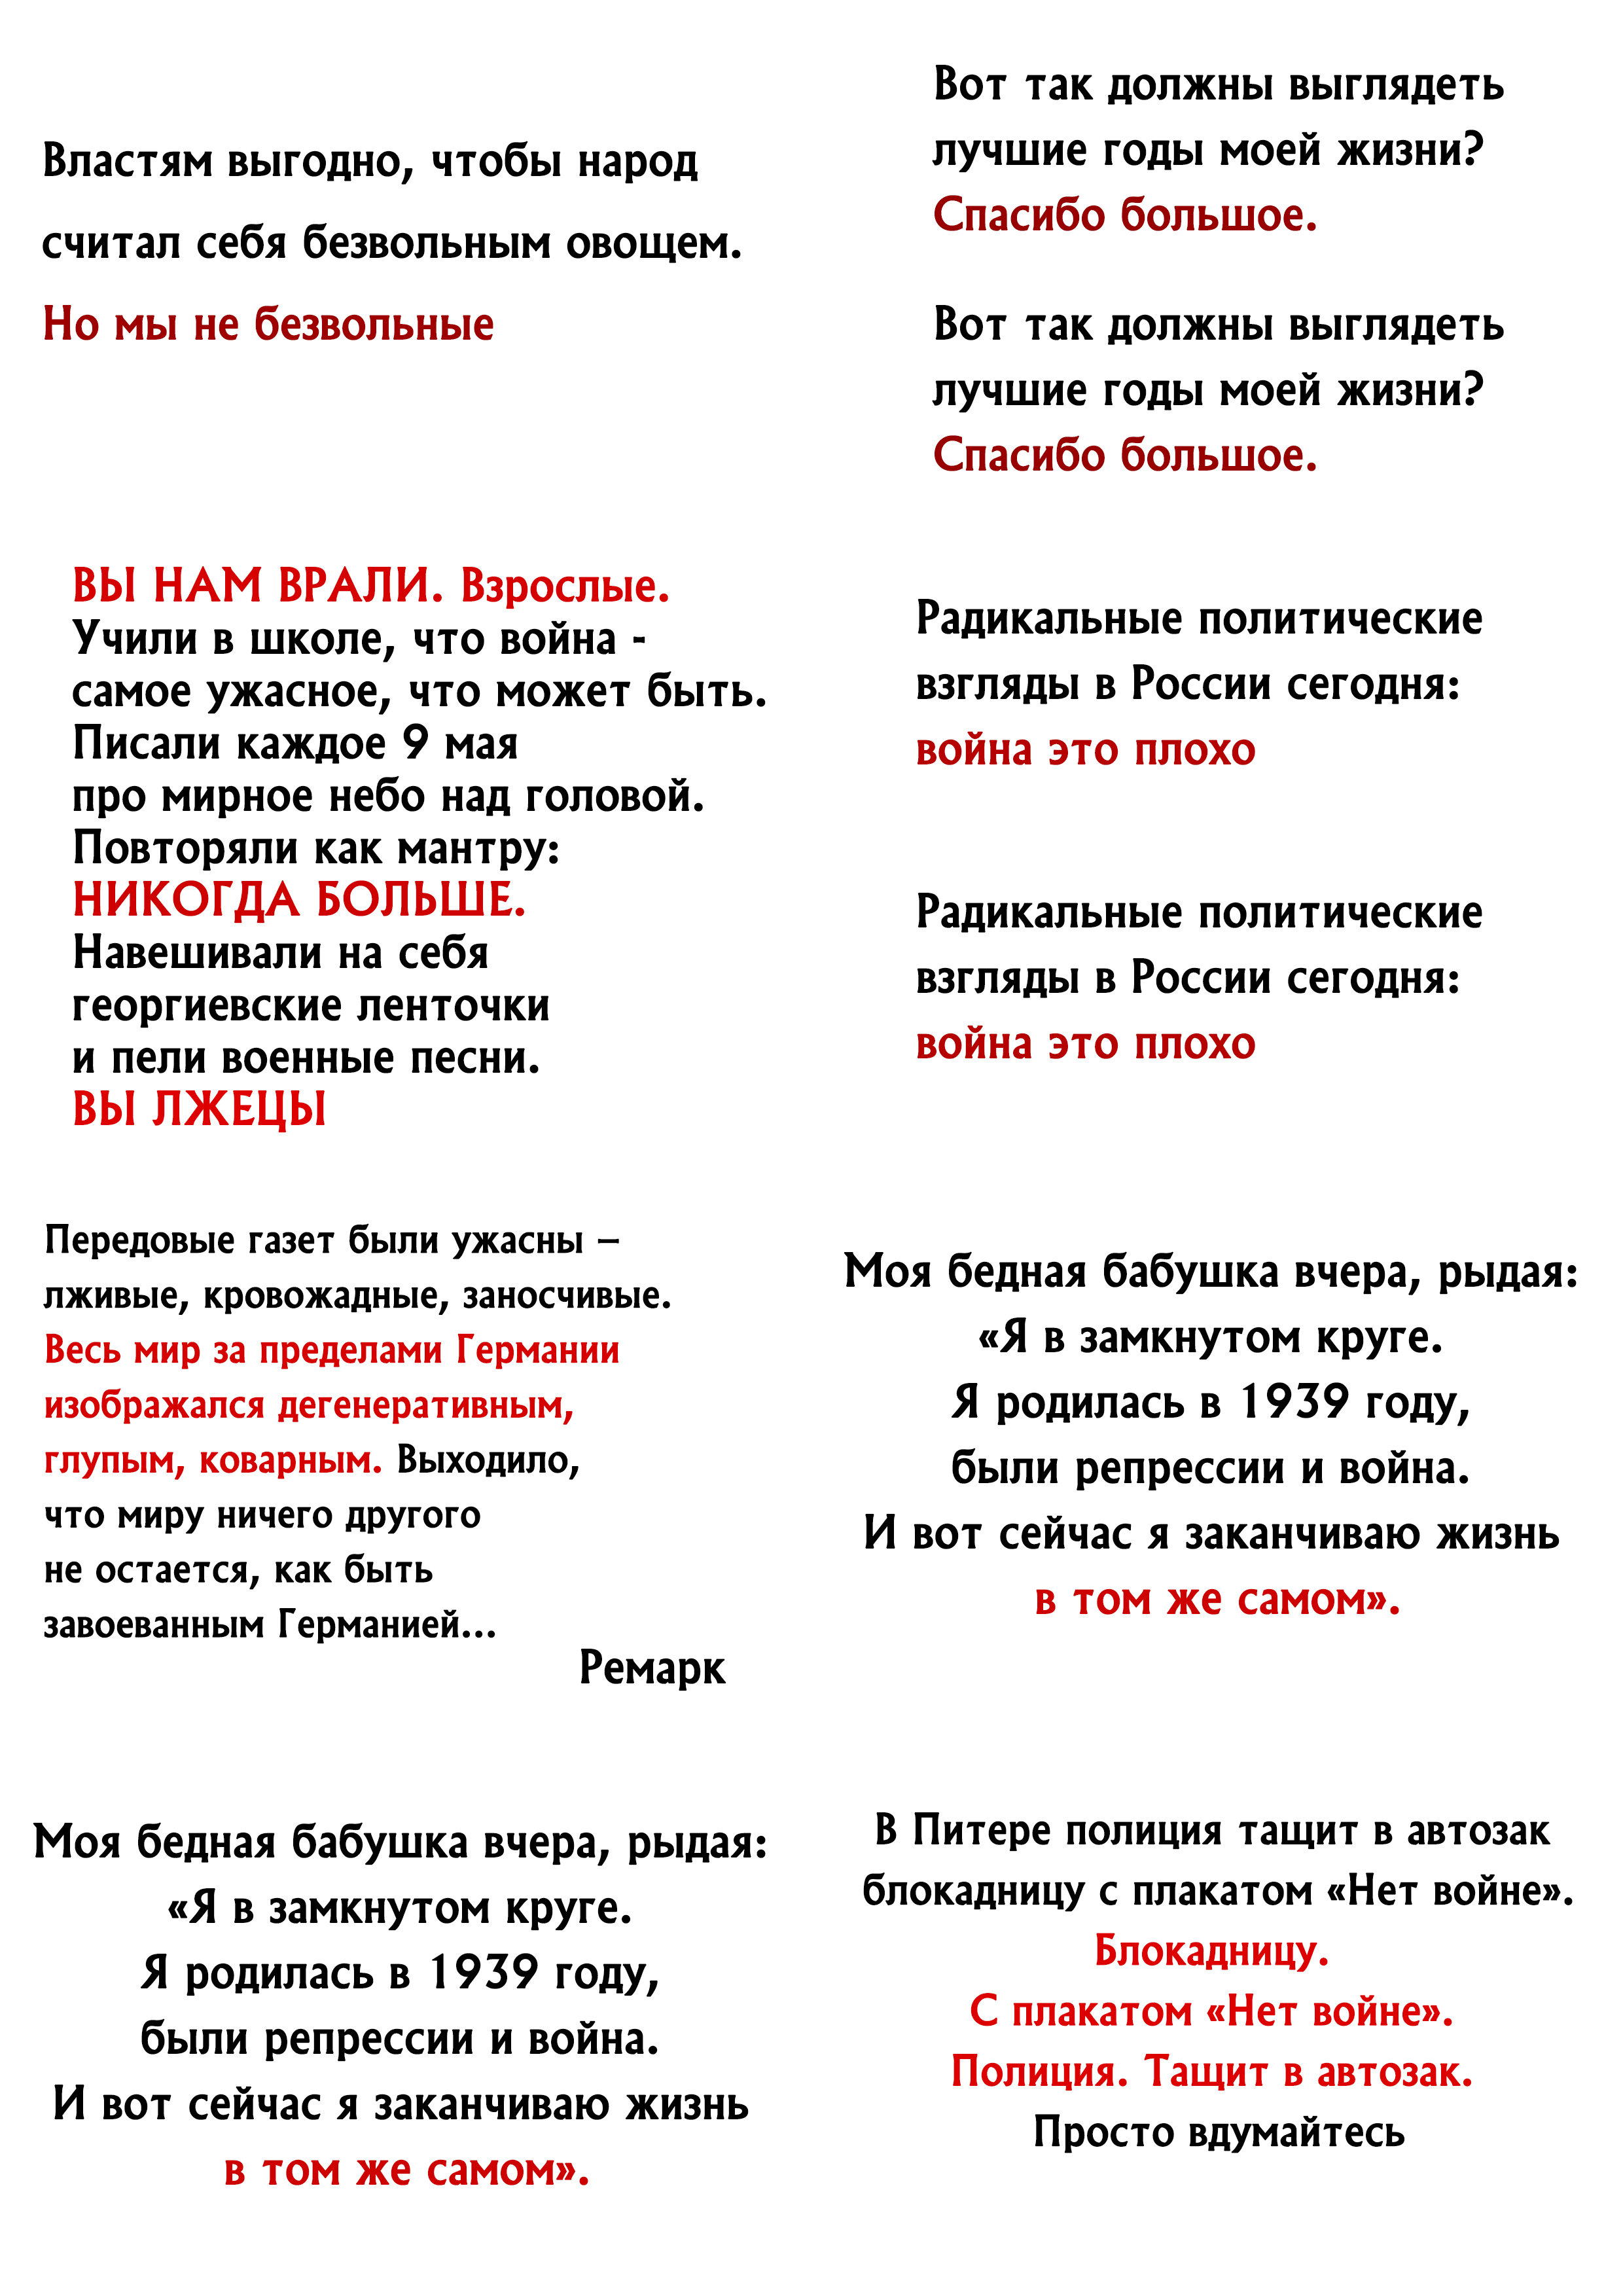 Властям выгодно, чтобы народ
считал себя безвольным овощем.
Но мы не безвольные
Вот так должны выглядеть
лучшие годы моей жизни?
Спасибо большое.
Вот так должны выглядеть
лучшие годы моей жизни?
Спасибо большое.
ВЫ НАМ ВРАЛИ. Взрослые.
Учили в школе, что война -
самое ужасное, что может быть.
Писали каждое 9 мая
про мирное небо над головой.
Повторяли как мантру:
НИКОГДА БОЛЬШЕ.
Навешивали на себя
георгиевские ленточки
и пели военные песни.
ВЫ ЛЖЕЦЫ
Радикальные политические
взгляды в России сегодня:
война это плохо
Радикальные политические
взгляды в России сегодня:
война это плохо
Передовые газет были ужасны –
лживые, кровожадные, заносчивые.
Весь мир за пределами Германии
изображался дегенеративным,
глупым, коварным. Выходило,
что миру ничего другого
не остается, как быть
завоеванным Германией...
Ремарк
Моя бедная бабушка вчера, рыдая:
«Я в замкнутом круге.
Я родилась в 1939 году,
были репрессии и война.
И вот сейчас я заканчиваю жизнь
в том же самом».
Моя бедная бабушка вчера, рыдая:
«Я в замкнутом круге.
Я родилась в 1939 году,
были репрессии и война.
И вот сейчас я заканчиваю жизнь
в том же самом».
В Питере полиция тащит в автозак
блокадницу с плакатом «Нет войне».
Блокадницу.
С плакатом «Нет войне».
Полиция. Тащит в автозак.
Просто вдумайтесь